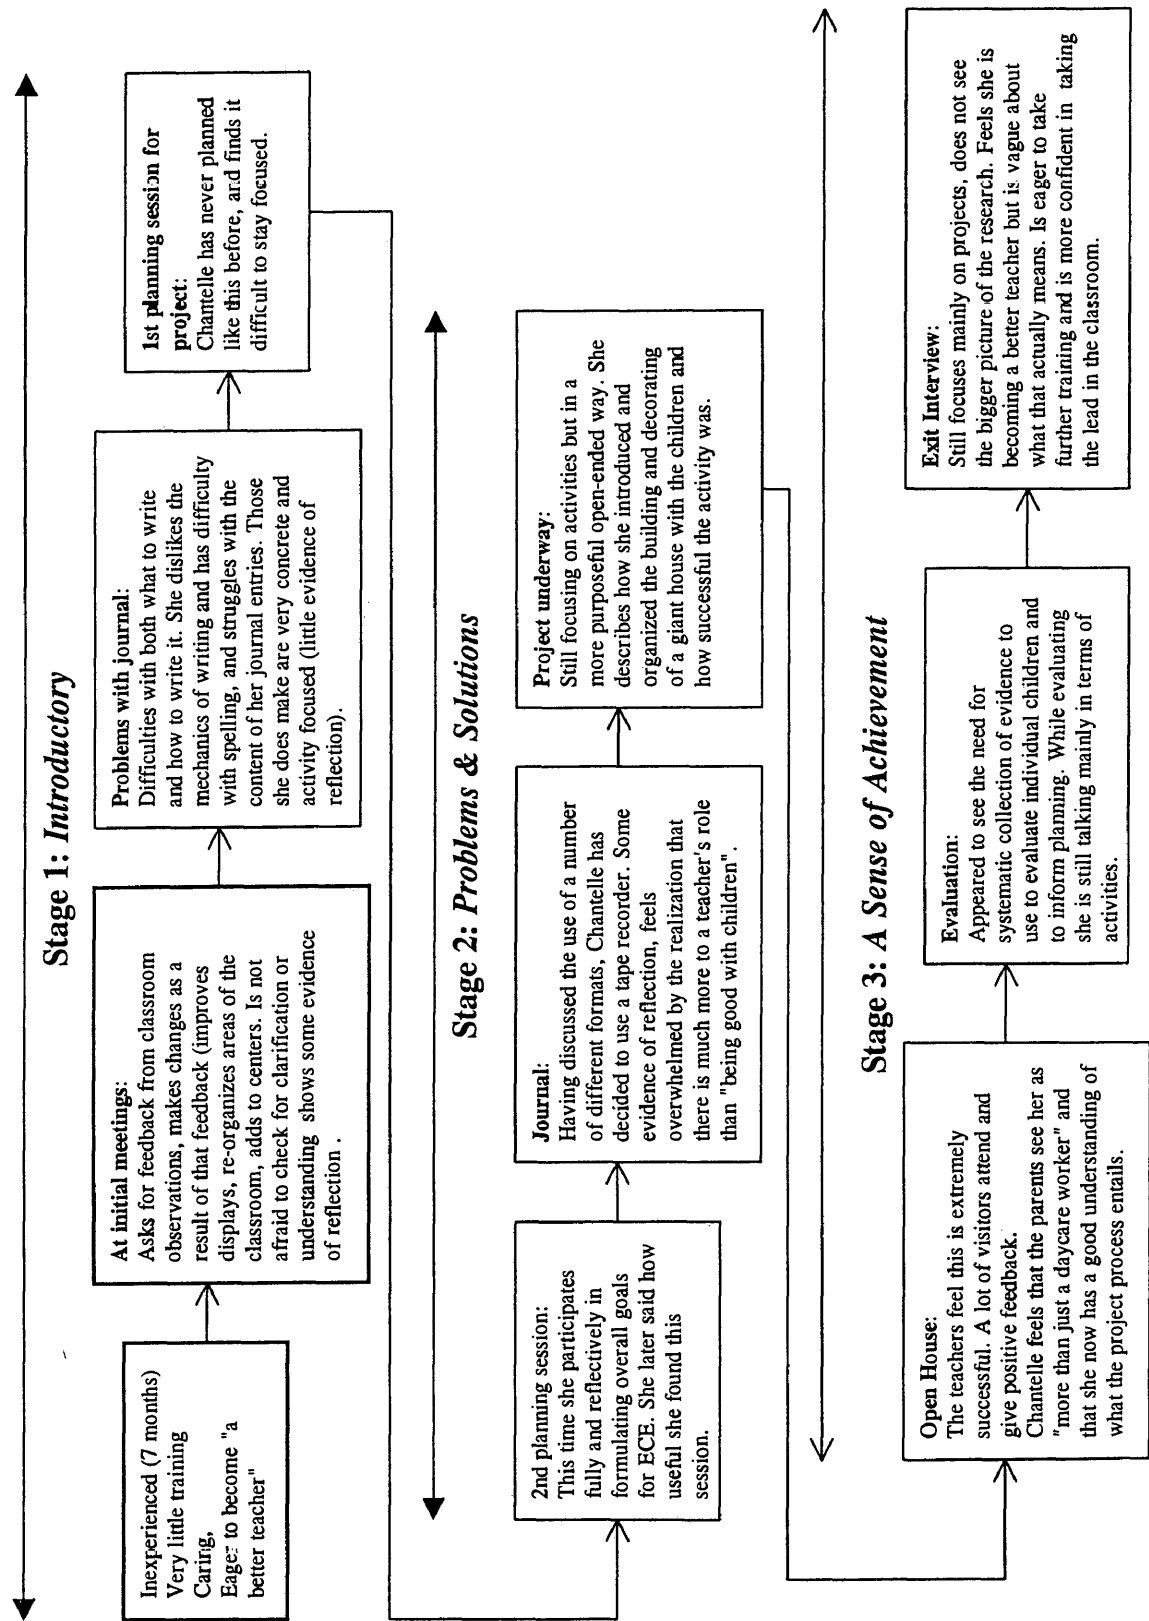 Stage 1: Introductory
Inexperienced (7 months)
Very little training
Caring,
Eager to become "a
better teacher"
At initial meetings:
Asks for feedback from classroom
observations, makes changes as a
result of that feedback (improves
displays, re-organizes areas of the
classroom, adds to centers. Is not
afraid to check for clarification or
understanding shows some evidence
of reflection .
Problems with journal:
Difficulties with both what to write
and how to write it. She dislikes the
mechanics of writing and has difficulty
with spelling, and struggles with the
content of her journal entries. Those
she does make are very concrete and
activity focused (little evidence of
reflection).
1st planning session for
project:
Chantelle has never planned
like this before, and finds it
difficult to stay focused.
Stage 2: Problems & Solutions
2nd planning session:
This time she participates
fully and reflectively in
formulating overall goals
for ECE. She later said how
useful she found this
session.
Journal:
Having discussed the use of a number
of different formats, Chantelle has
decided to use a tape recorder. Some
evidence of reflection, feels
overwhelmed by the realization that
there is much more to a teacher's role
than "being good with children".
Project underway:
Still focusing on activities but in a
more purposeful open-ended way. She
describes how she introduced and
organized the building and decorating
of a giant house with the children and
how successful the activity was.
Stage 3: A Sense of Achievement
Open House:
The teachers feel this is extremely
successful. A lot of visitors attend and
give positive feedback.
Chantelle feels that the parents see her as
"more than just a daycare worker" and
that she now has a good understanding of
what the project process entails.
Evaluation:
Appeared to see the need for
systematic collection of evidence to
use to evaluate individual children and
to inform planning. While evaluating
she is still talking mainly in terms of
activities.
Exit Interview:
Still focuses mainly on projects, does not see
the bigger picture of the research. Feels she is
becoming a better teacher but is vague about
what that actually means. Is eager to take
further training and is more confident in taking
the lead in the classroom.